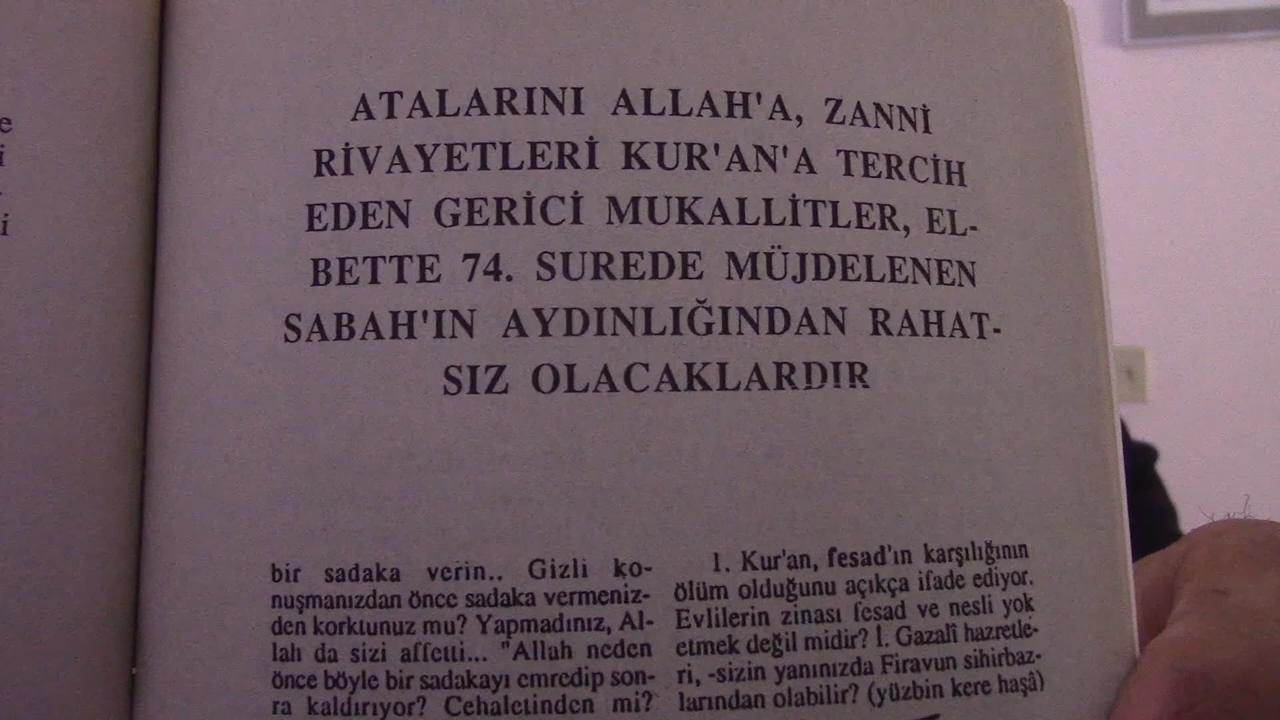 e
i
i
ATALARINI ALLAH'A, ZANNİ
RİVAYETLERİ KUR'AN'A TERCİH
EDEN GERİCİ MUKALLİTLER, EL-
BETTE 74. SUREDE MÜJDELENEN
SABAH'IN AYDINLIĞINDAN RAHAT-
SIZ OLACAKLARDIR
bir sadaka verin.. Gizli ko-
nuşmanızdan önce sadaka vermeniz-
den korktunuz mu? Yapmadınız, Al-
lah da sizi affetti... "Allah neden
önce böyle bir sadakayı emredip son-
ra kaldırıyor? Cehaletinden mi?
1. Kur'an, fesad'ın karşılığının
ölüm olduğunu açıkça ifade ediyor.
Evlilerin zinası fesad ve nesli yok
etmek değil midir? İ. Gazalî hazretle-
ri, -sizin yanınızda Firavun sihirbaz-
larından olabilir? (yüzbin kere haşâ)